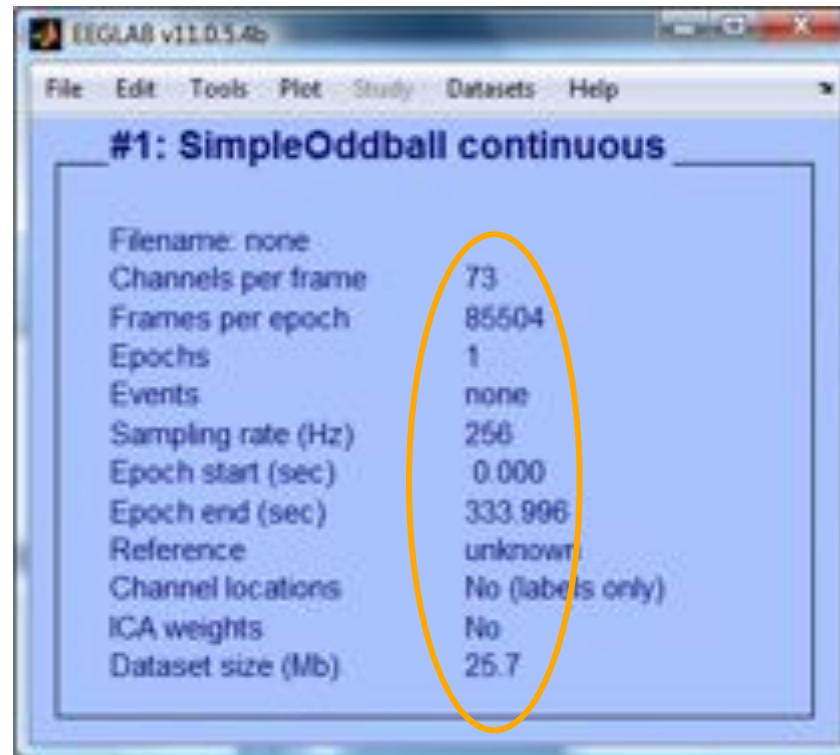 EEGLAB v11.0.5.4b
File Edit Tools Plot Study Datasets Help
#1: SimpleOddball continuous
Filename: none
Channels per frame 73
Frames per epoch 85504
Epochs 1
Events none
Sampling rate (Hz) 256
Epoch start (sec) 0.000
Epoch end (sec) 333.996
Reference unknown
Channel locations No (labels only)
ICA weights No
Dataset size (Mb) 25.7